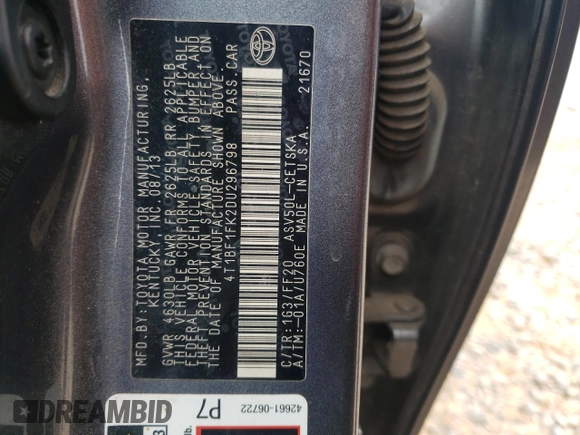 MFD.BY:TOYOTA MOTOR MANUFACTURING,
KENTUCKY, INC. 08/13
GVWR 4630LB GAWR FR 2625LB RR 2625LB
THIS VEHICLE CONFORMS TO ALL APPLICABLE
FEDERAL MOTOR VEHICLE SAFETY, BUMPER, AND
THEFT PREVENTION STANDARDS IN EFFECT ON
THE DATE OF MANUFACTURE SHOWN ABOVE.
4T1BF1FK2DU296798 PASS.CAR
C/TR:1G3/FF20 ASV50L-CETSKA
A/TM:-01A/U760E MADE IN U.S.A. 21670
TOYOTA
42661-06722
P7
lb.
DREAMBID